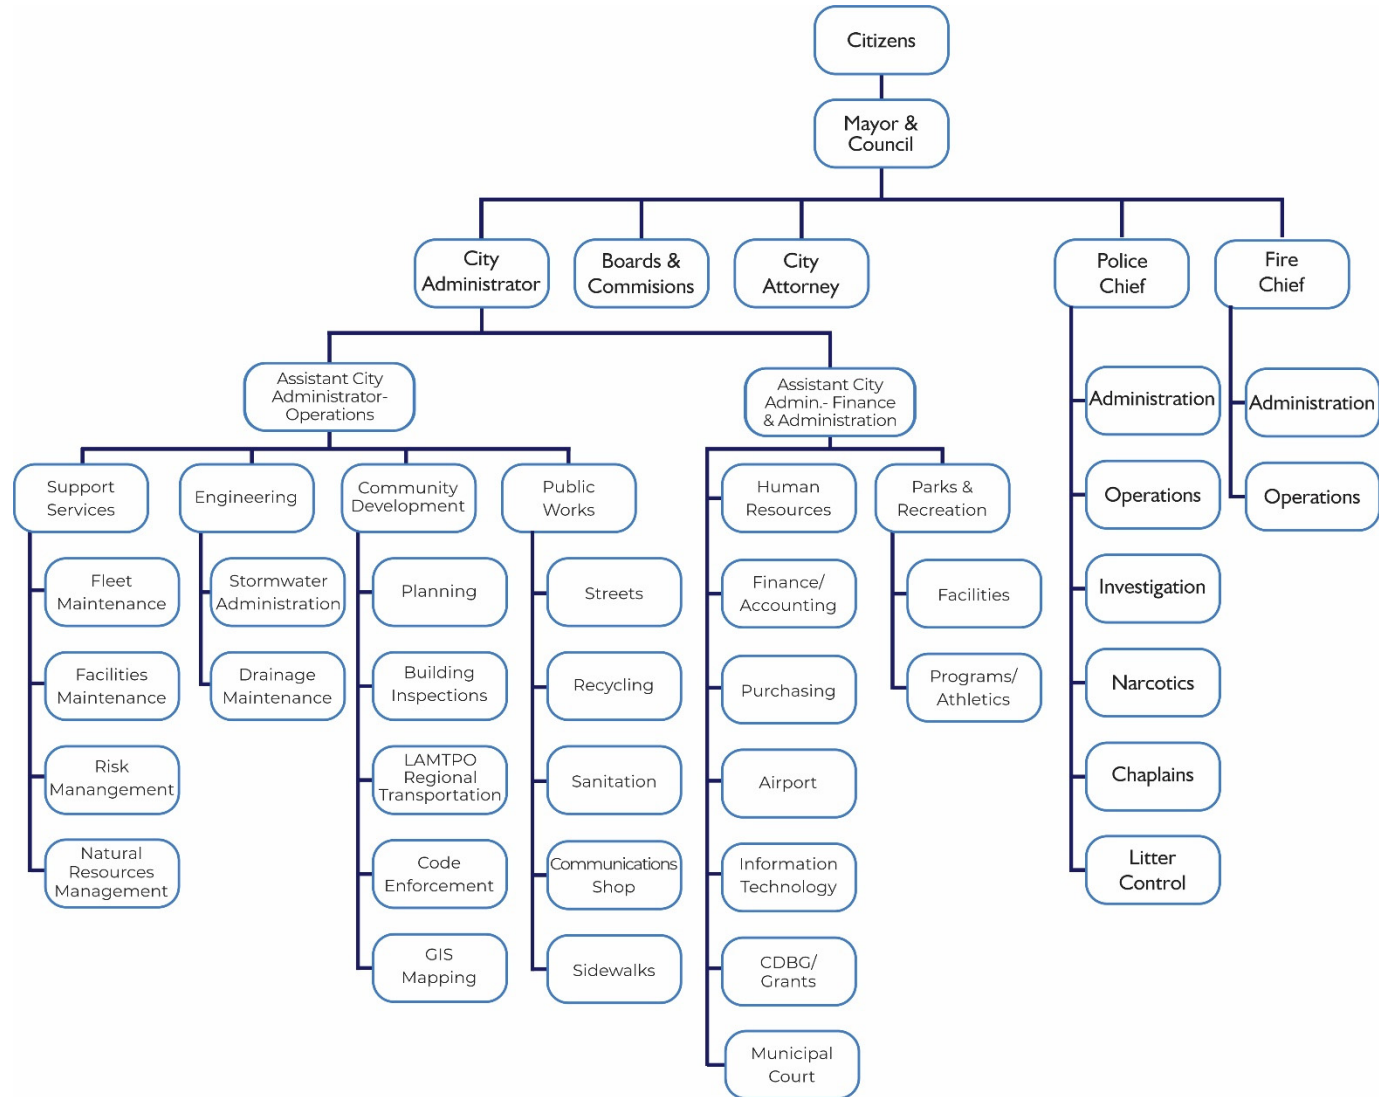 Citizens
Mayor &
Council
City
Administrator
Boards &
Commisions
City
Attorney
Police
Chief
Fire
Chief
Assistant City
Administrator-
Operations
Assistant City
Admin.- Finance
& Administration
Support
Services
Fleet
Maintenance
Facilities
Maintenance
Risk
Manangement
Natural
Resources
Management
Engineering
Stormwater
Administration
Drainage
Maintenance
Community
Development
Planning
Building
Inspections
LAMTPO
Regional
Transportation
Code
Enforcement
GIS
Mapping
Public
Works
Streets
Recycling
Sanitation
Communications
Shop
Sidewalks
Human
Resources
Finance/
Accounting
Purchasing
Airport
Information
Technology
CDBG/
Grants
Municipal
Court
Parks &
Recreation
Facilities
Programs/
Athletics
Administration
Operations
Investigation
Narcotics
Chaplains
Litter
Control
Administration
Operations